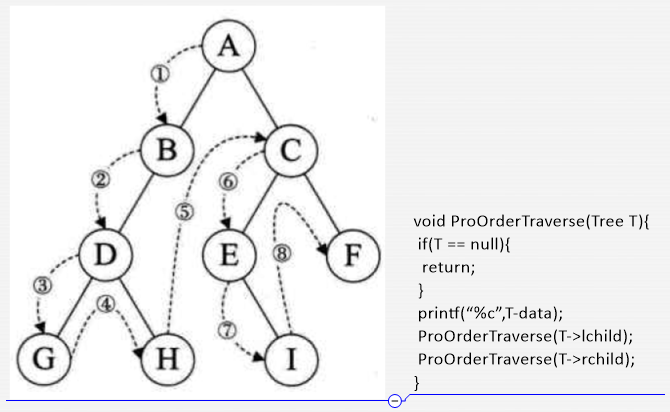 A
①
B
C
②
⑥
⑤
D
E
⑧
F
③
④
⑦
G
H
I
void ProOrderTraverse(Tree T){
if(T == null){
return;
}
printf(“%c”,T-data);
ProOrderTraverse(T->lchild);
ProOrderTraverse(T->rchild);
}